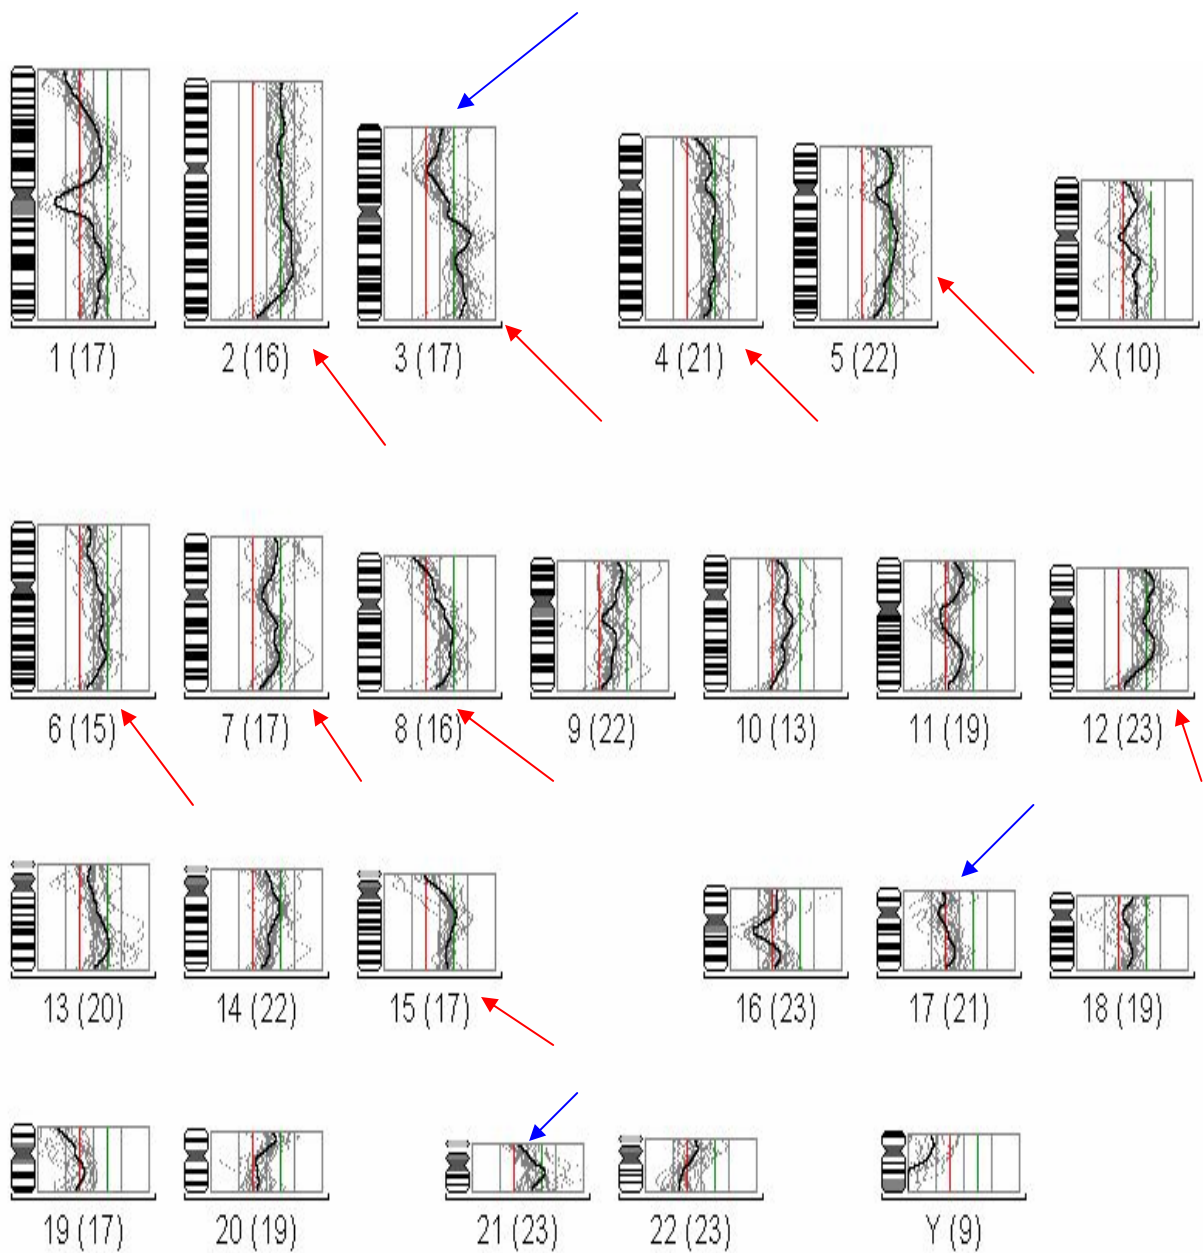 1 (17) 2 (16) 3 (17) 4 (21) 5 (22) X (10)
6 (15) 7 (17) 8 (16) 9 (22) 10 (13) 11 (19) 12 (23)
13 (20) 14 (22) 15 (17) 16 (23) 17 (21) 18 (19)
19 (17) 20 (19) 21 (23) 22 (23) Y (9)